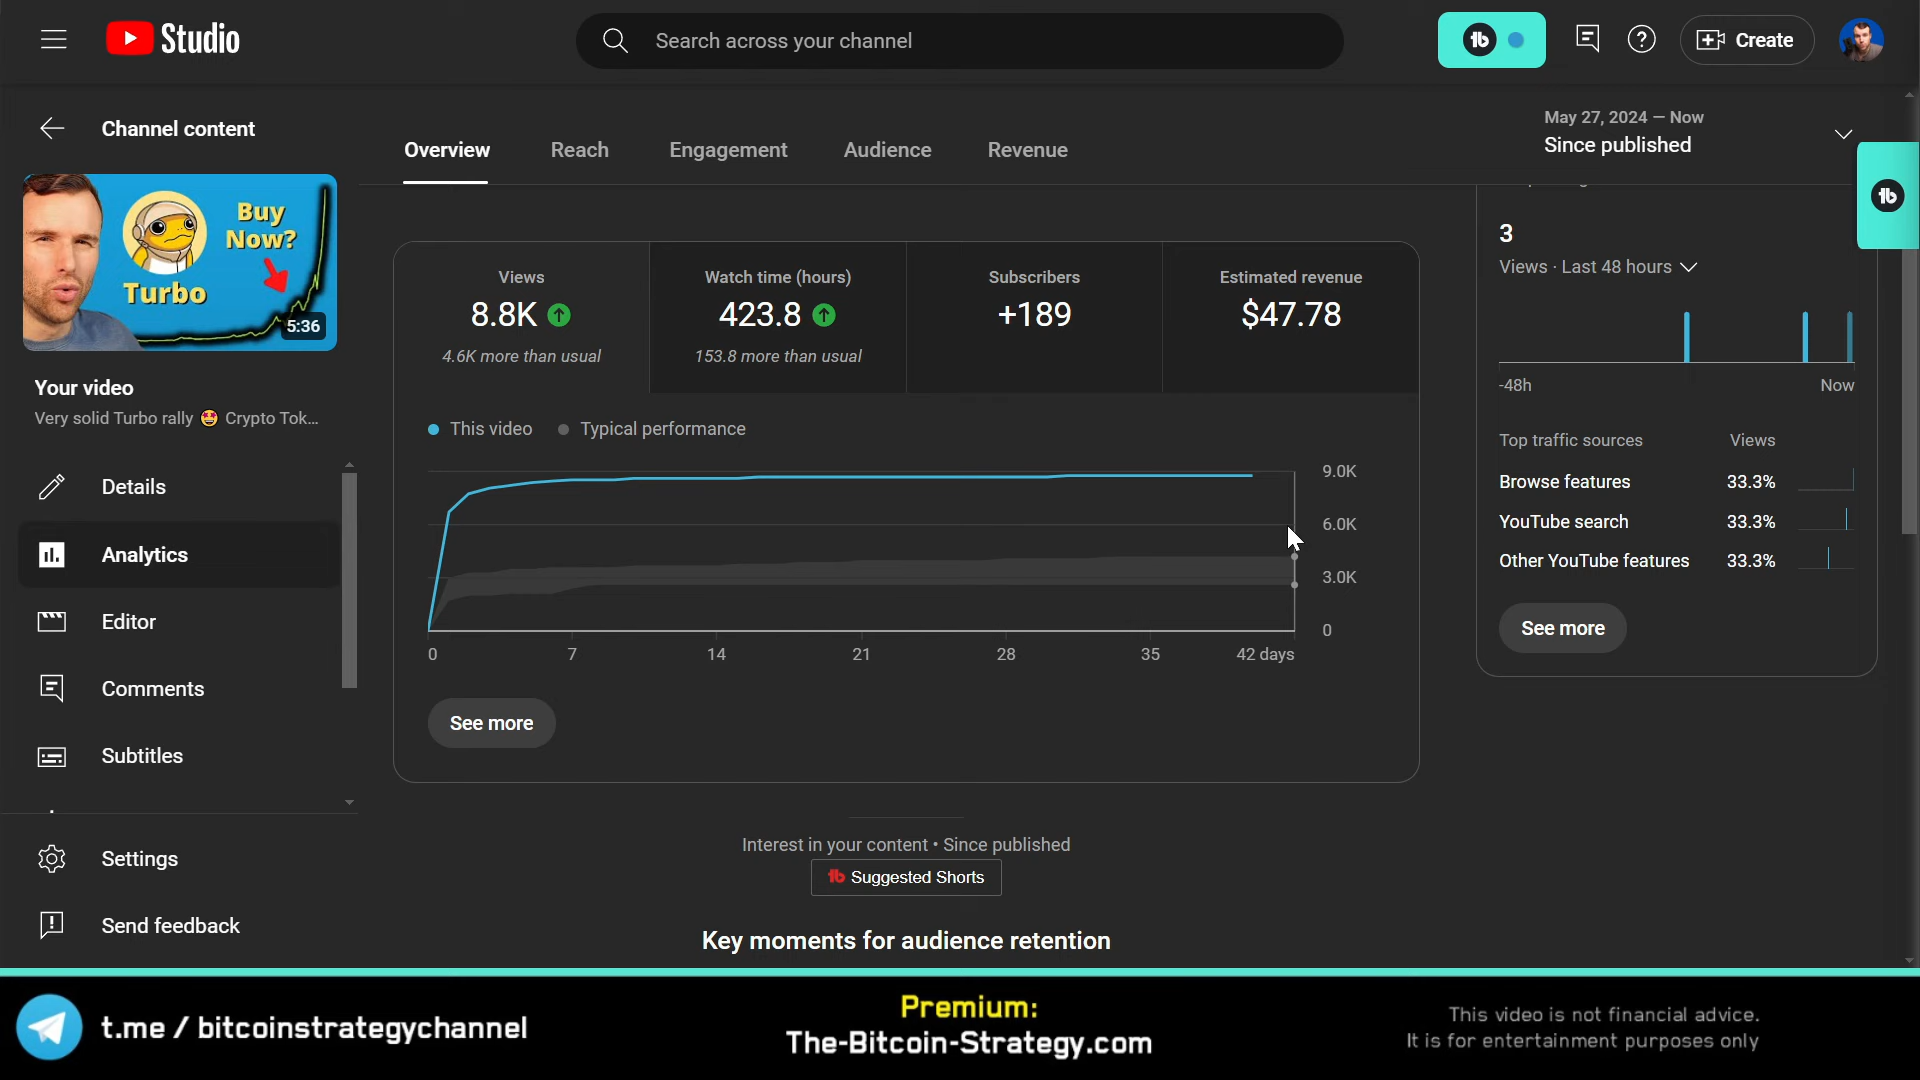 Studio
Search across your channel
Create
Channel content
Buy
Now?
Turbo
5:36
Your video
Very solid Turbo rally 🤩 Crypto Tok...
Details
Analytics
Editor
Comments
Subtitles
Settings
Send feedback
Overview
Reach
Engagement
Audience
Revenue
May 27, 2024 – Now
Since published
Views
8.8K
4.6K more than usual
Watch time (hours)
423.8
153.8 more than usual
Subscribers
+189
Estimated revenue
$47.78
This video
Typical performance
9.0K
6.0K
3.0K
0
0 7 14 21 28 35 42 days
See more
3
Views · Last 48 hours
-48h Now
Top traffic sources Views
Browse features 33.3%
YouTube search 33.3%
Other YouTube features 33.3%
See more
Interest in your content • Since published
Suggested Shorts
Key moments for audience retention
t.me / bitcoinstrategychannel
Premium:
The-Bitcoin-Strategy.com
This video is not financial advice.
It is for entertainment purposes only